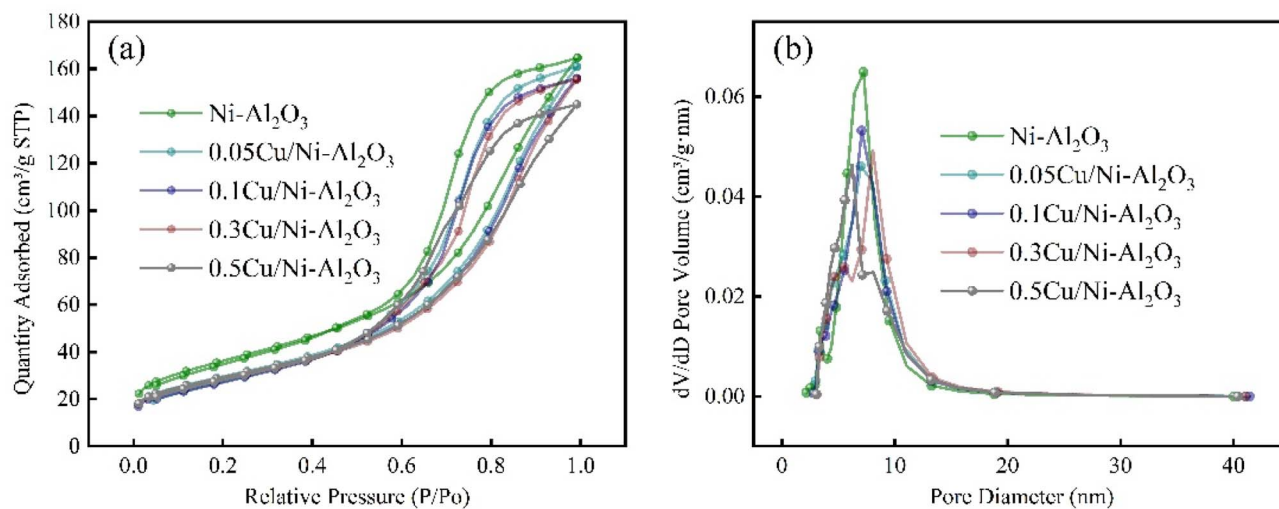 (a)
180
160
140
120
100
80
60
40
20
0
Quantity Adsorbed (cm³/g STP)
Ni-Al₂O₃
0.05Cu/Ni-Al₂O₃
0.1Cu/Ni-Al₂O₃
0.3Cu/Ni-Al₂O₃
0.5Cu/Ni-Al₂O₃
0.0 0.2 0.4 0.6 0.8 1.0
Relative Pressure (P/Po)
(b)
0.06
0.04
0.02
0.00
dV/dD Pore Volume (cm³/g·nm)
Ni-Al₂O₃
0.05Cu/Ni-Al₂O₃
0.1Cu/Ni-Al₂O₃
0.3Cu/Ni-Al₂O₃
0.5Cu/Ni-Al₂O₃
0 10 20 30 40
Pore Diameter (nm)